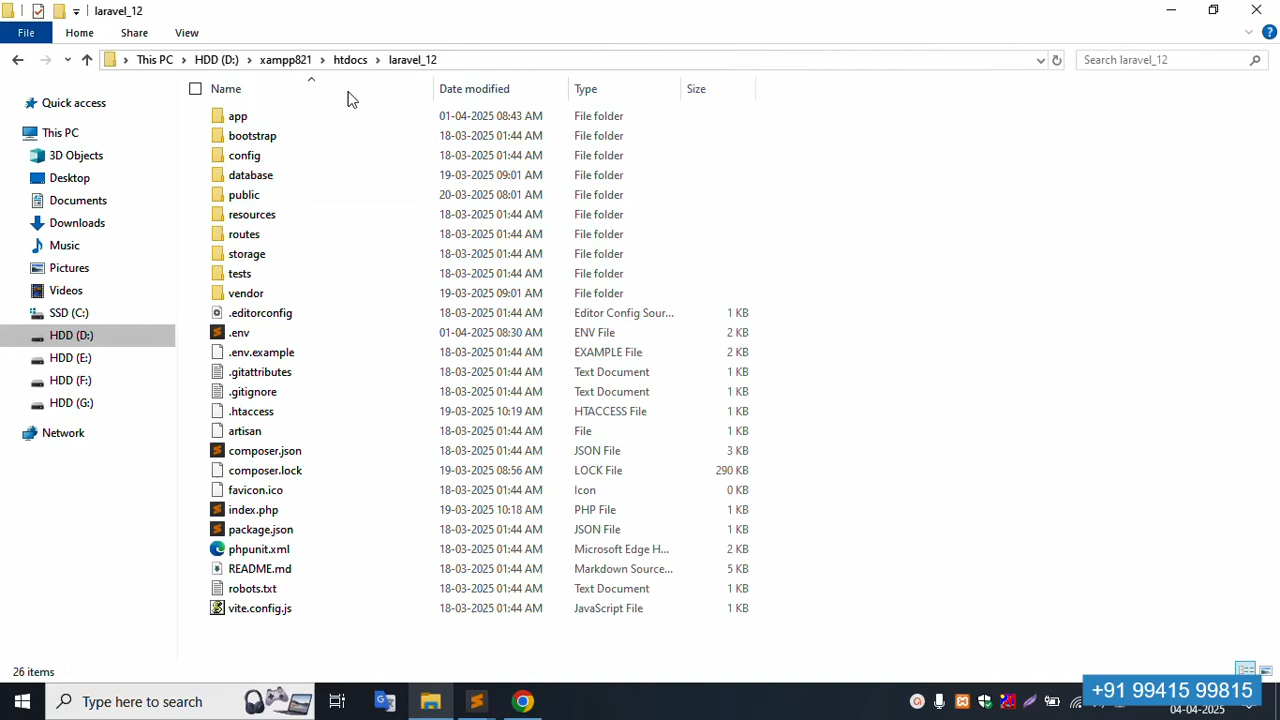 laravel_12
File Home Share View
This PC HDD (D:) xampp821 htdocs laravel_12 Search laravel_12
Name Date modified Type Size
Quick access
This PC
3D Objects
Desktop
Documents
Downloads
Music
Pictures
Videos
SSD (C:)
HDD (D:)
HDD (E:)
HDD (F:)
HDD (G:)
Network
app 01-04-2025 08:43 AM File folder
bootstrap 18-03-2025 01:44 AM File folder
config 18-03-2025 01:44 AM File folder
database 19-03-2025 09:01 AM File folder
public 20-03-2025 08:01 AM File folder
resources 18-03-2025 01:44 AM File folder
routes 18-03-2025 01:44 AM File folder
storage 18-03-2025 01:44 AM File folder
tests 18-03-2025 01:44 AM File folder
vendor 19-03-2025 09:01 AM File folder
.editorconfig 18-03-2025 01:44 AM Editor Config Sour... 1 KB
.env 01-04-2025 08:30 AM ENV File 2 KB
.env.example 18-03-2025 01:44 AM EXAMPLE File 2 KB
.gitattributes 18-03-2025 01:44 AM Text Document 1 KB
.gitignore 18-03-2025 01:44 AM Text Document 1 KB
.htaccess 19-03-2025 10:19 AM HTACCESS File 1 KB
artisan 18-03-2025 01:44 AM File 1 KB
composer.json 18-03-2025 01:44 AM JSON File 3 KB
composer.lock 19-03-2025 08:56 AM LOCK File 290 KB
favicon.ico 18-03-2025 01:44 AM Icon 0 KB
index.php 19-03-2025 10:18 AM PHP File 1 KB
package.json 18-03-2025 01:44 AM JSON File 1 KB
phpunit.xml 18-03-2025 01:44 AM Microsoft Edge H... 2 KB
README.md 18-03-2025 01:44 AM Markdown Source... 5 KB
robots.txt 18-03-2025 01:44 AM Text Document 1 KB
vite.config.js 18-03-2025 01:44 AM JavaScript File 1 KB
26 items
Type here to search
+91 99415 99815
04-04-2025